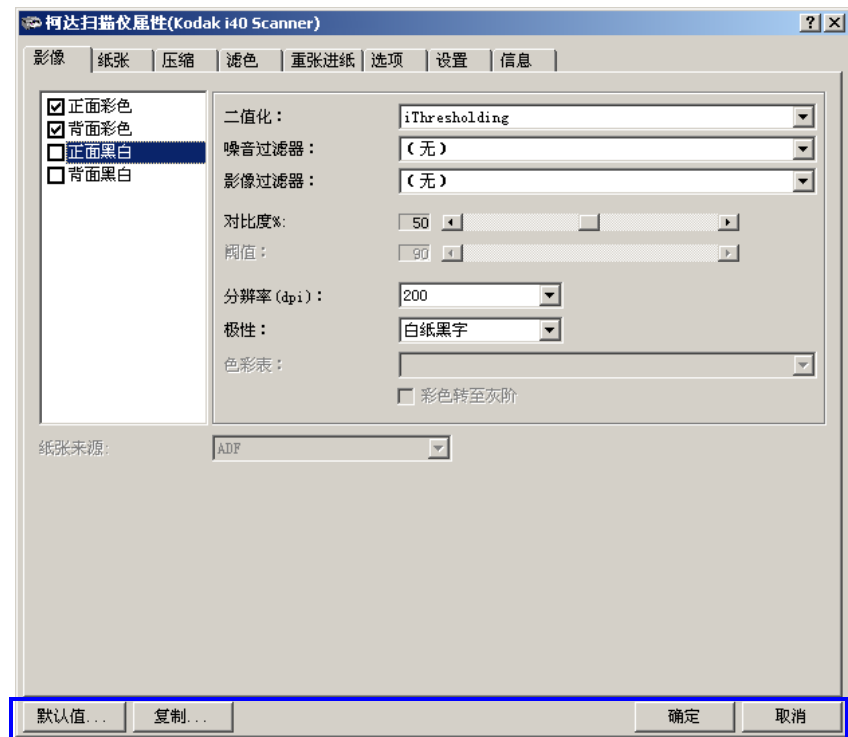 柯达扫描仪属性(Kodak i40 Scanner)
影像 纸张 压缩 滤色 重张进纸 选项 设置 信息
正面彩色
背面彩色
正面黑白
背面黑白
二值化： iThresholding
噪音过滤器： (无)
影像过滤器： (无)
对比度%: 50
阈值： 90
分辨率(dpi)： 200
极性： 白纸黑字
色彩表：
彩色转至灰阶
纸张来源: ADF
默认值... 复制... 确定 取消